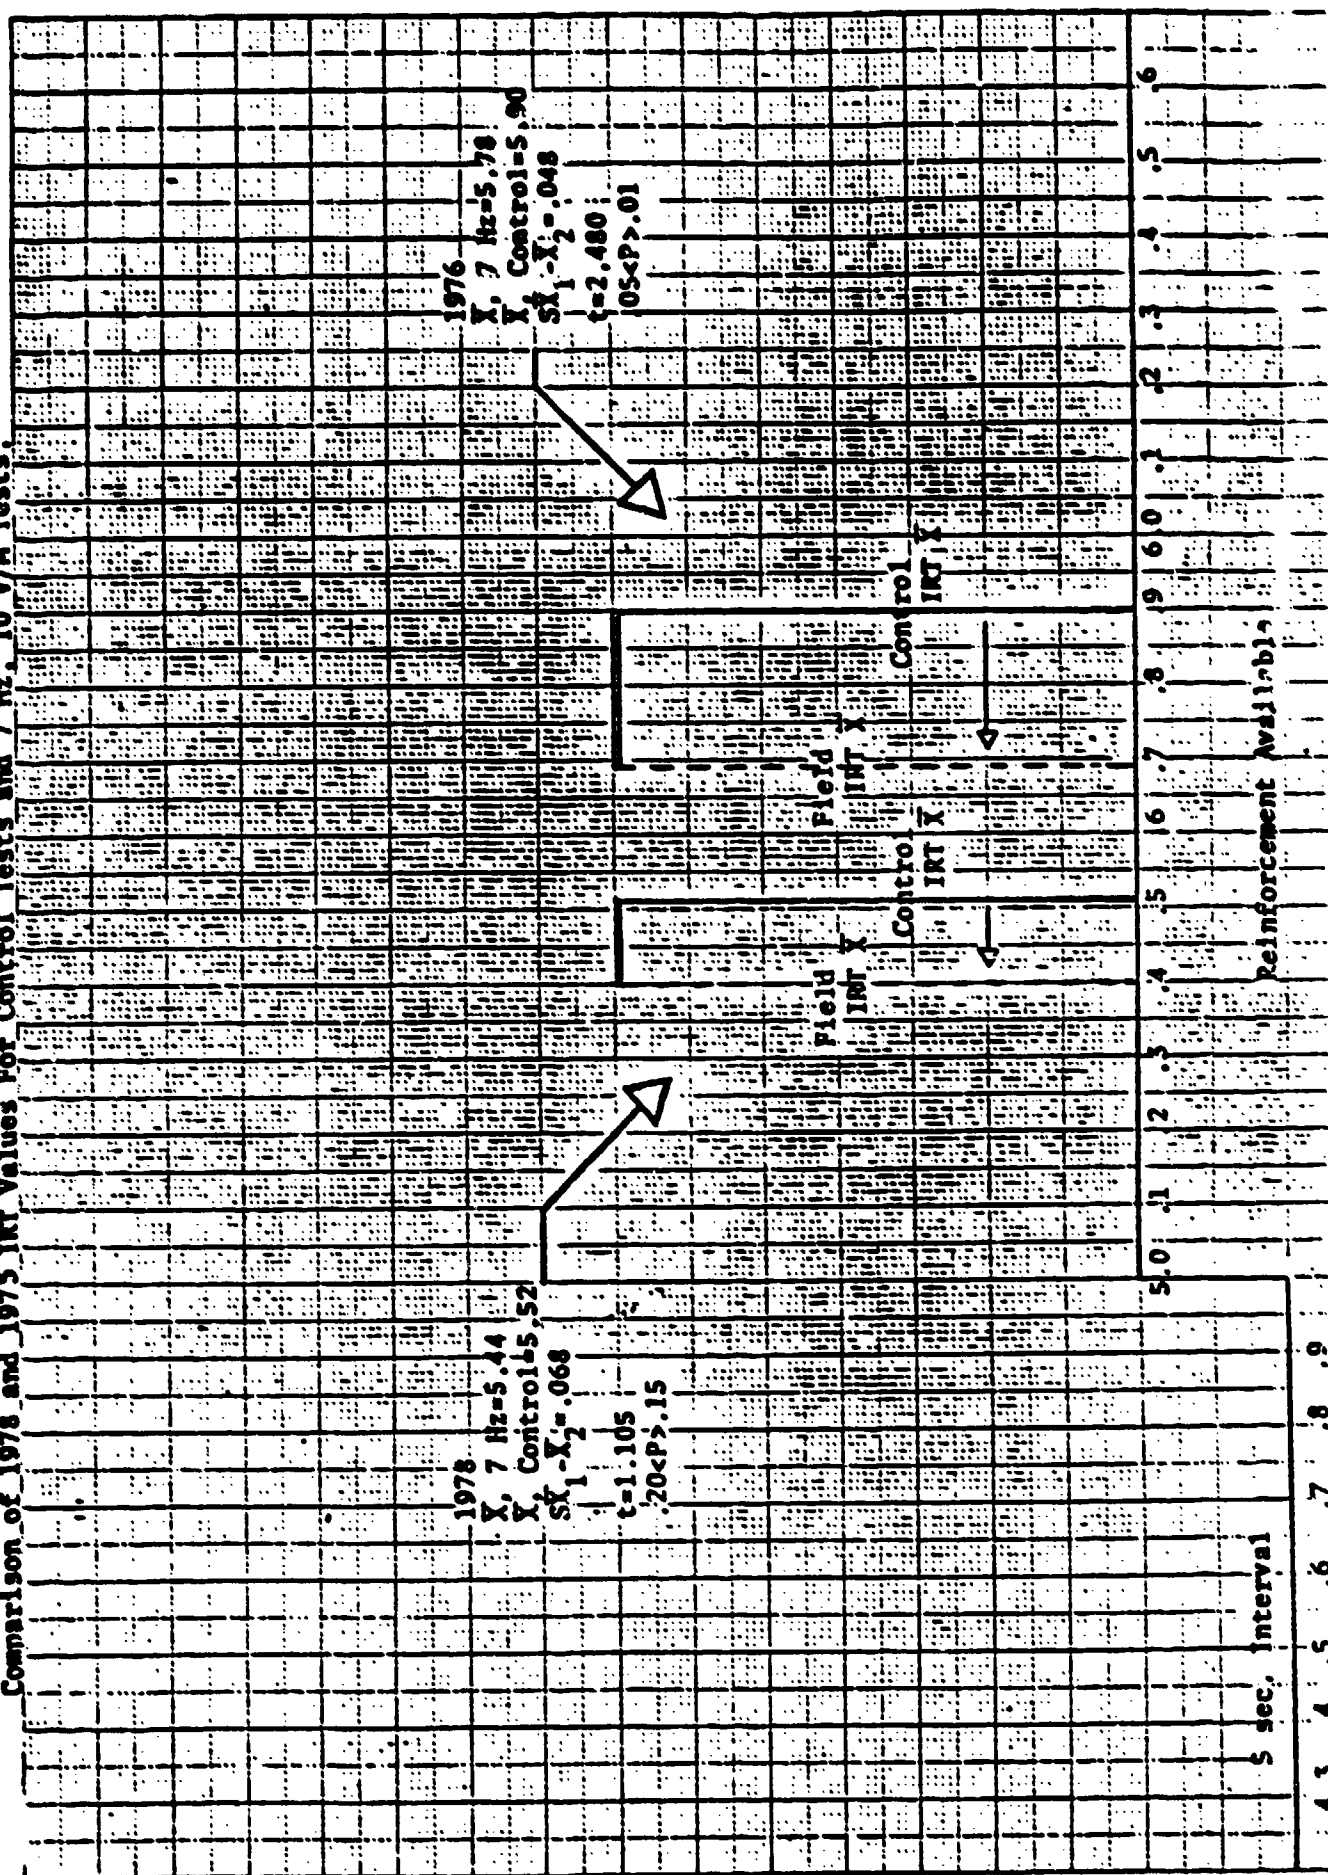 Comparison of 1978 and 1975 IRT Values For Control Tests and 7 Hz, 10 V/M Tests.
1978
X̄, 7 Hz=5.44
X̄, Control=5.52
SX̄1-X̄2=.068
t=1.105
.20<P>.15
1976
X̄, 7 Hz=5.78
X̄, Control=5.90
SX̄1-X̄2=.048
t=2.480
.05<P>.01
Field
IRT X̄
Control
IRT X̄
Field
IRT X̄
Control
IRT X̄
5.0 .1 .2 .3 .4 .5 .6 .7 .8 .9 6.0 .1 .2 .3 .4 .5 .6
5 sec. Interval
Reinforcement Available
.4 .5 .6 .7 .8 .9